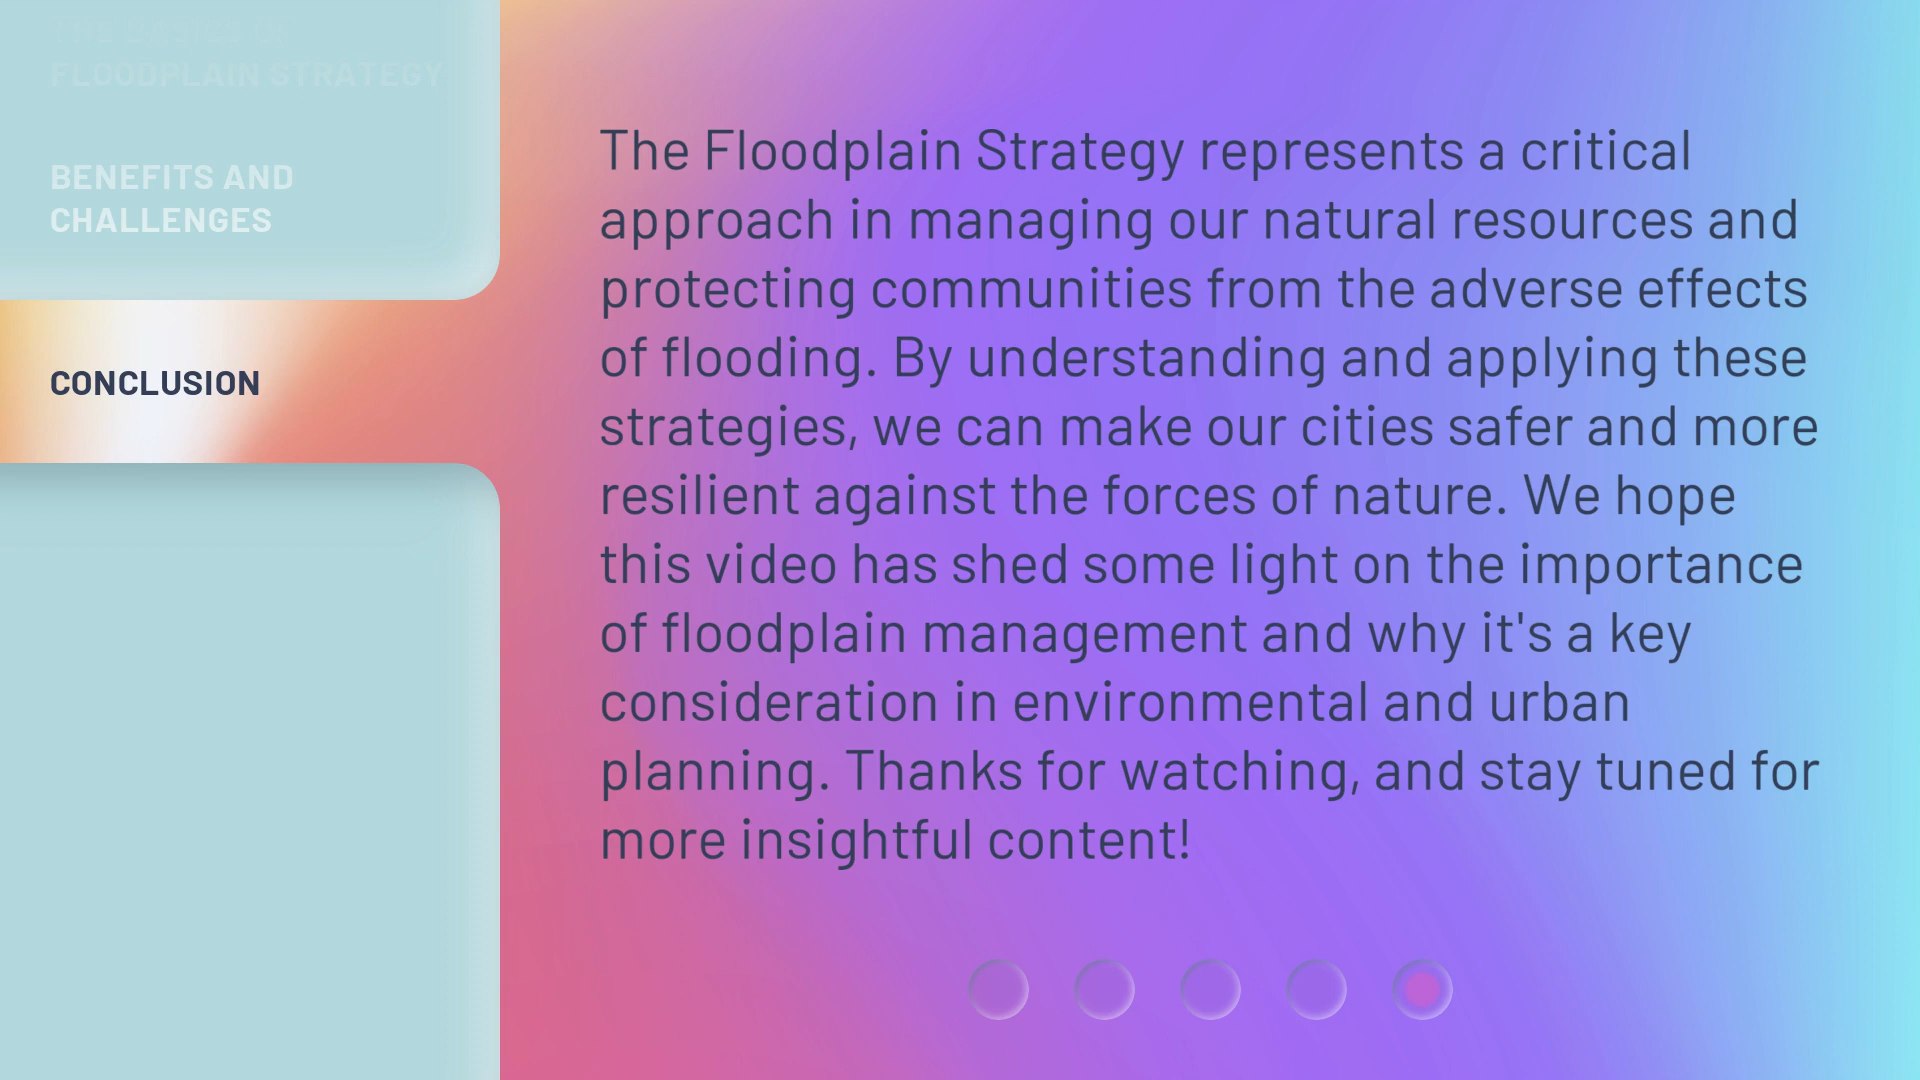 FLOODPLAIN STRATEGY
BENEFITS AND
CHALLENGES
CONCLUSION
The Floodplain Strategy represents a critical
approach in managing our natural resources and
protecting communities from the adverse effects
of flooding. By understanding and applying these
strategies, we can make our cities safer and more
resilient against the forces of nature. We hope
this video has shed some light on the importance
of floodplain management and why it's a key
consideration in environmental and urban
planning. Thanks for watching, and stay tuned for
more insightful content!